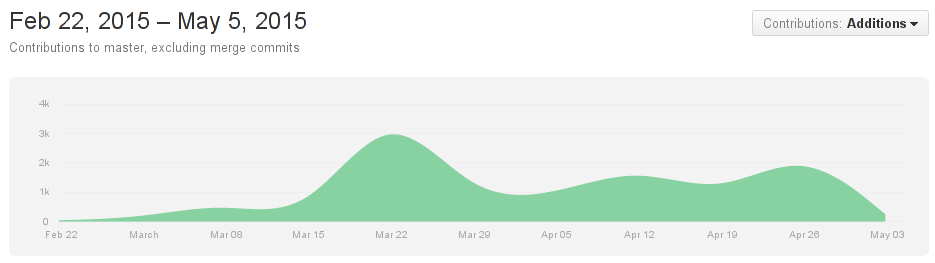 Feb 22, 2015 – May 5, 2015
Contributions: Additions
Contributions to master, excluding merge commits
4k
3k
2k
1k
0
Feb 22 March Mar 08 Mar 15 Mar 22 Mar 29 Apr 05 Apr 12 Apr 19 Apr 26 May 03